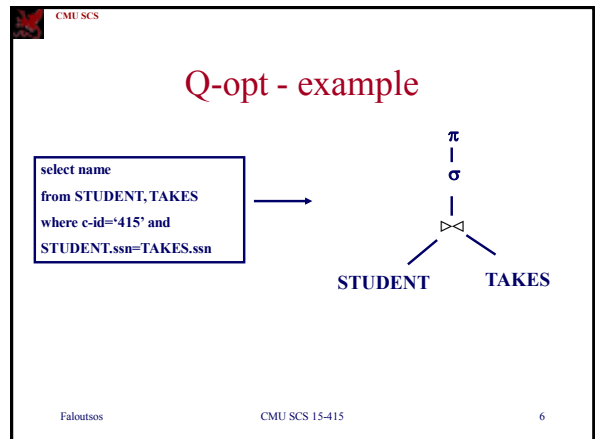 CMU SCS
Q-opt - example
select name
from STUDENT, TAKES
where c-id=‘415’ and
STUDENT.ssn=TAKES.ssn
π
σ
⋈
STUDENT TAKES
Faloutsos CMU SCS 15-415 6